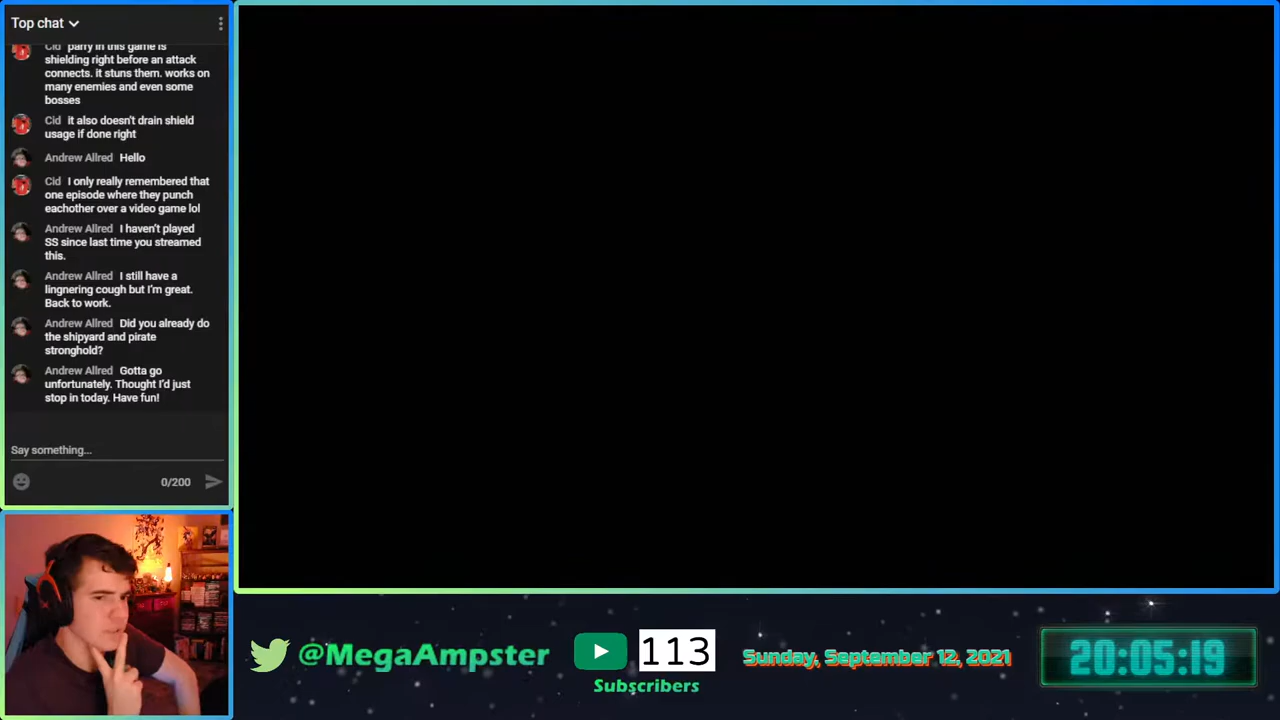 Top chat
Cid parry in this game is
shielding right before an attack
connects. it stuns them. works on
many enemies and even some
bosses
Cid it also doesn't drain shield
usage if done right
Andrew Allred Hello
Cid I only really remembered that
one episode where they punch
eachother over a video game lol
Andrew Allred I haven't played
SS since last time you streamed
this.
Andrew Allred I still have a
lingnering cough but I'm great.
Back to work.
Andrew Allred Did you already do
the shipyard and pirate
stronghold?
Andrew Allred Gotta go
unfortunately. Thought I'd just
stop in today. Have fun!
Say something...
0/200
@MegaAmpster
113
Subscribers
Sunday, September 12, 2021
20:05:19